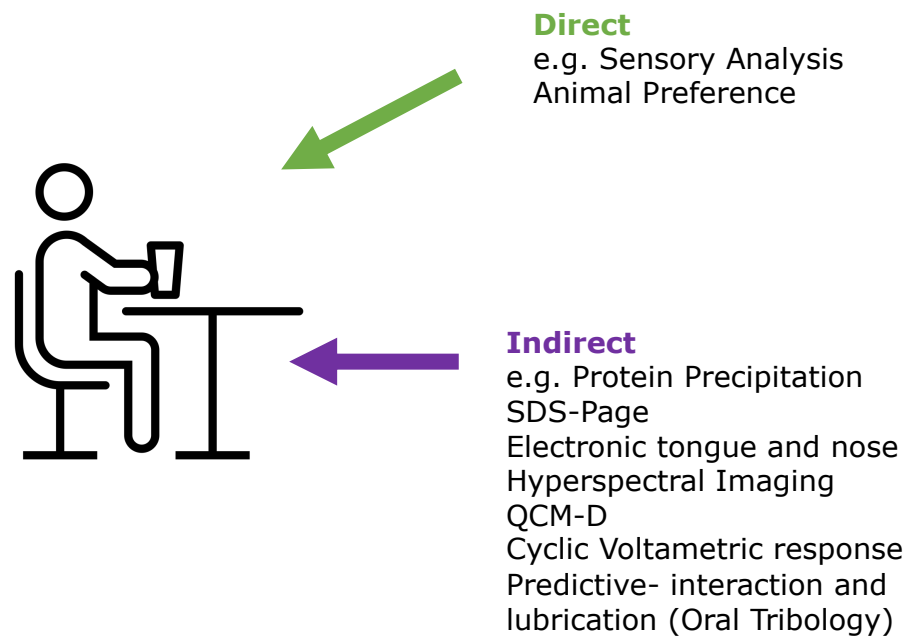 Direct
e.g. Sensory Analysis
Animal Preference
Indirect
e.g. Protein Precipitation
SDS-Page
Electronic tongue and nose
Hyperspectral Imaging
QCM-D
Cyclic Voltametric response
Predictive- interaction and
lubrication (Oral Tribology)